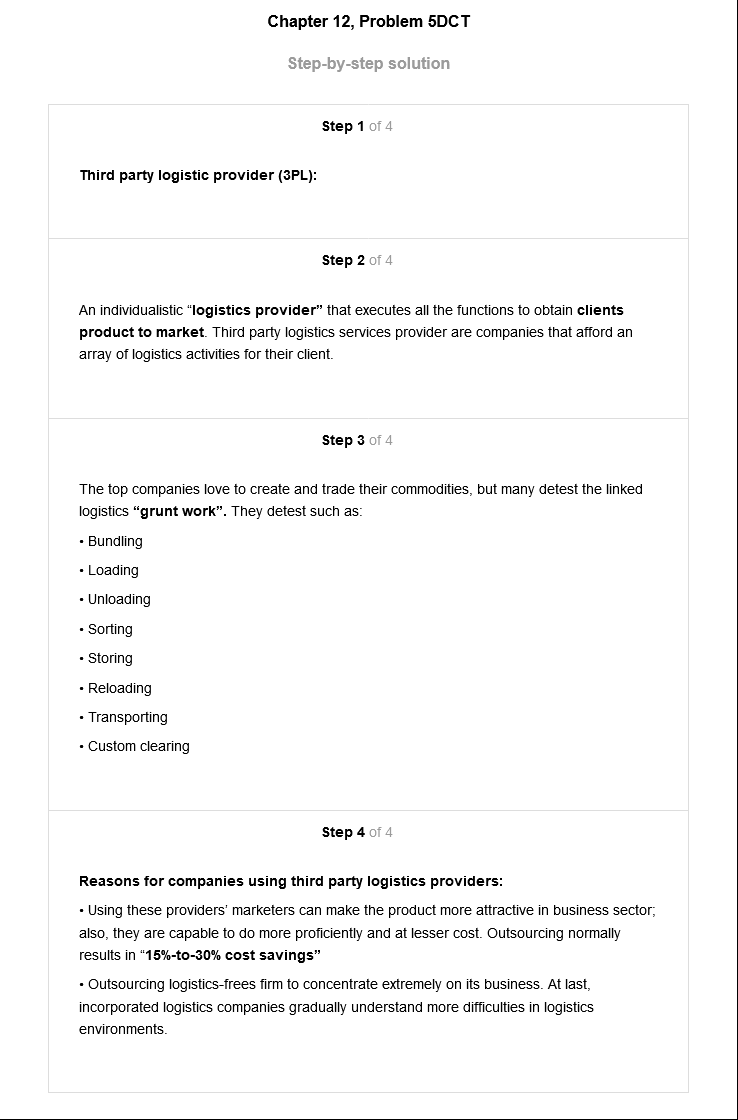 Chapter 12, Problem 5DCT
Step-by-step solution
Step 1 of 4
Third party logistic provider (3PL):
Step 2 of 4
An individualistic “logistics provider” that executes all the functions to obtain clients
product to market. Third party logistics services provider are companies that afford an
array of logistics activities for their client.
Step 3 of 4
The top companies love to create and trade their commodities, but many detest the linked
logistics “grunt work”. They detest such as:
• Bundling
• Loading
• Unloading
• Sorting
• Storing
• Reloading
• Transporting
• Custom clearing
Step 4 of 4
Reasons for companies using third party logistics providers:
• Using these providers’ marketers can make the product more attractive in business sector;
also, they are capable to do more proficiently and at lesser cost. Outsourcing normally
results in “15%-to-30% cost savings”
• Outsourcing logistics-frees firm to concentrate extremely on its business. At last,
incorporated logistics companies gradually understand more difficulties in logistics
environments.